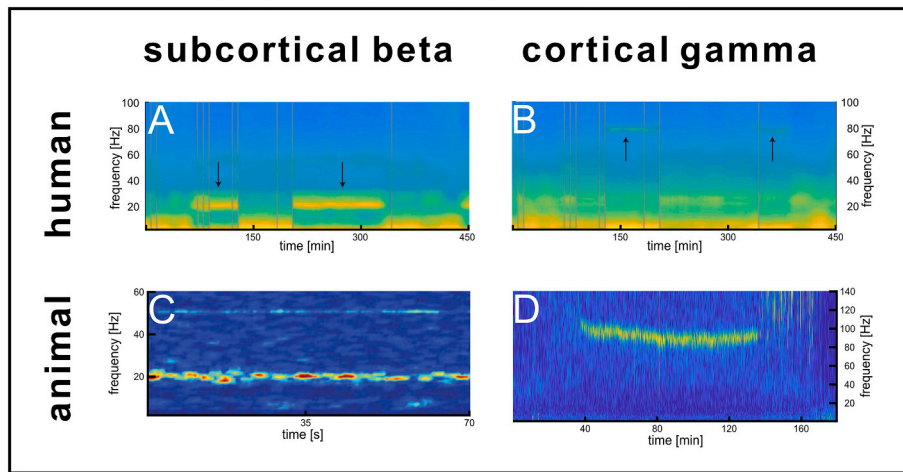 subcortical beta
cortical gamma
human
A
frequency [Hz]
100
80
60
40
20
150
300
450
time [min]
B
100
80
60
40
20
frequency [Hz]
150
300
450
time [min]
animal
C
frequency [Hz]
60
40
20
35
70
time [s]
D
140
120
100
80
60
40
20
frequency [Hz]
40
80
120
160
time [min]